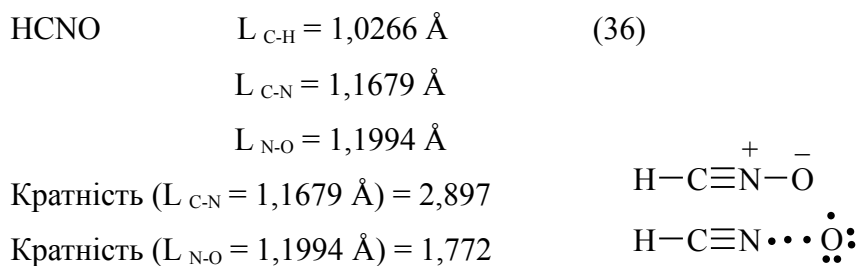 HCNO L C-H = 1,0266 Å (36)
L C-N = 1,1679 Å
L N-O = 1,1994 Å
Кратність (L C-N = 1,1679 Å) = 2,897
Кратність (L N-O = 1,1994 Å) = 1,772
H−C≡N⁺−O⁻
H−C≡N•••O